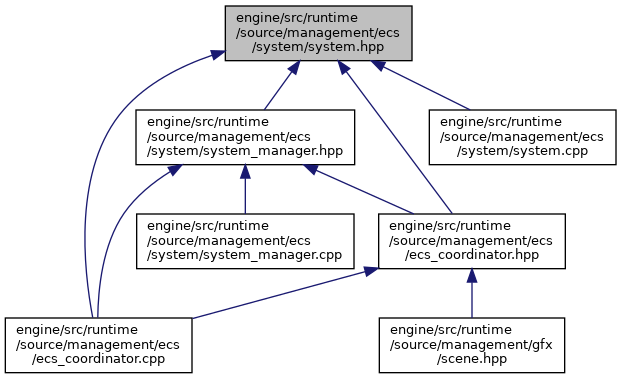 engine/src/runtime
/source/management/ecs
/system/system.hpp
engine/src/runtime
/source/management/ecs
/system/system_manager.hpp
engine/src/runtime
/source/management/ecs
/system/system.cpp
engine/src/runtime
/source/management/ecs
/system/system_manager.cpp
engine/src/runtime
/source/management/ecs
/ecs_coordinator.hpp
engine/src/runtime
/source/management/ecs
/ecs_coordinator.cpp
engine/src/runtime
/source/management/gfx
/scene.hpp